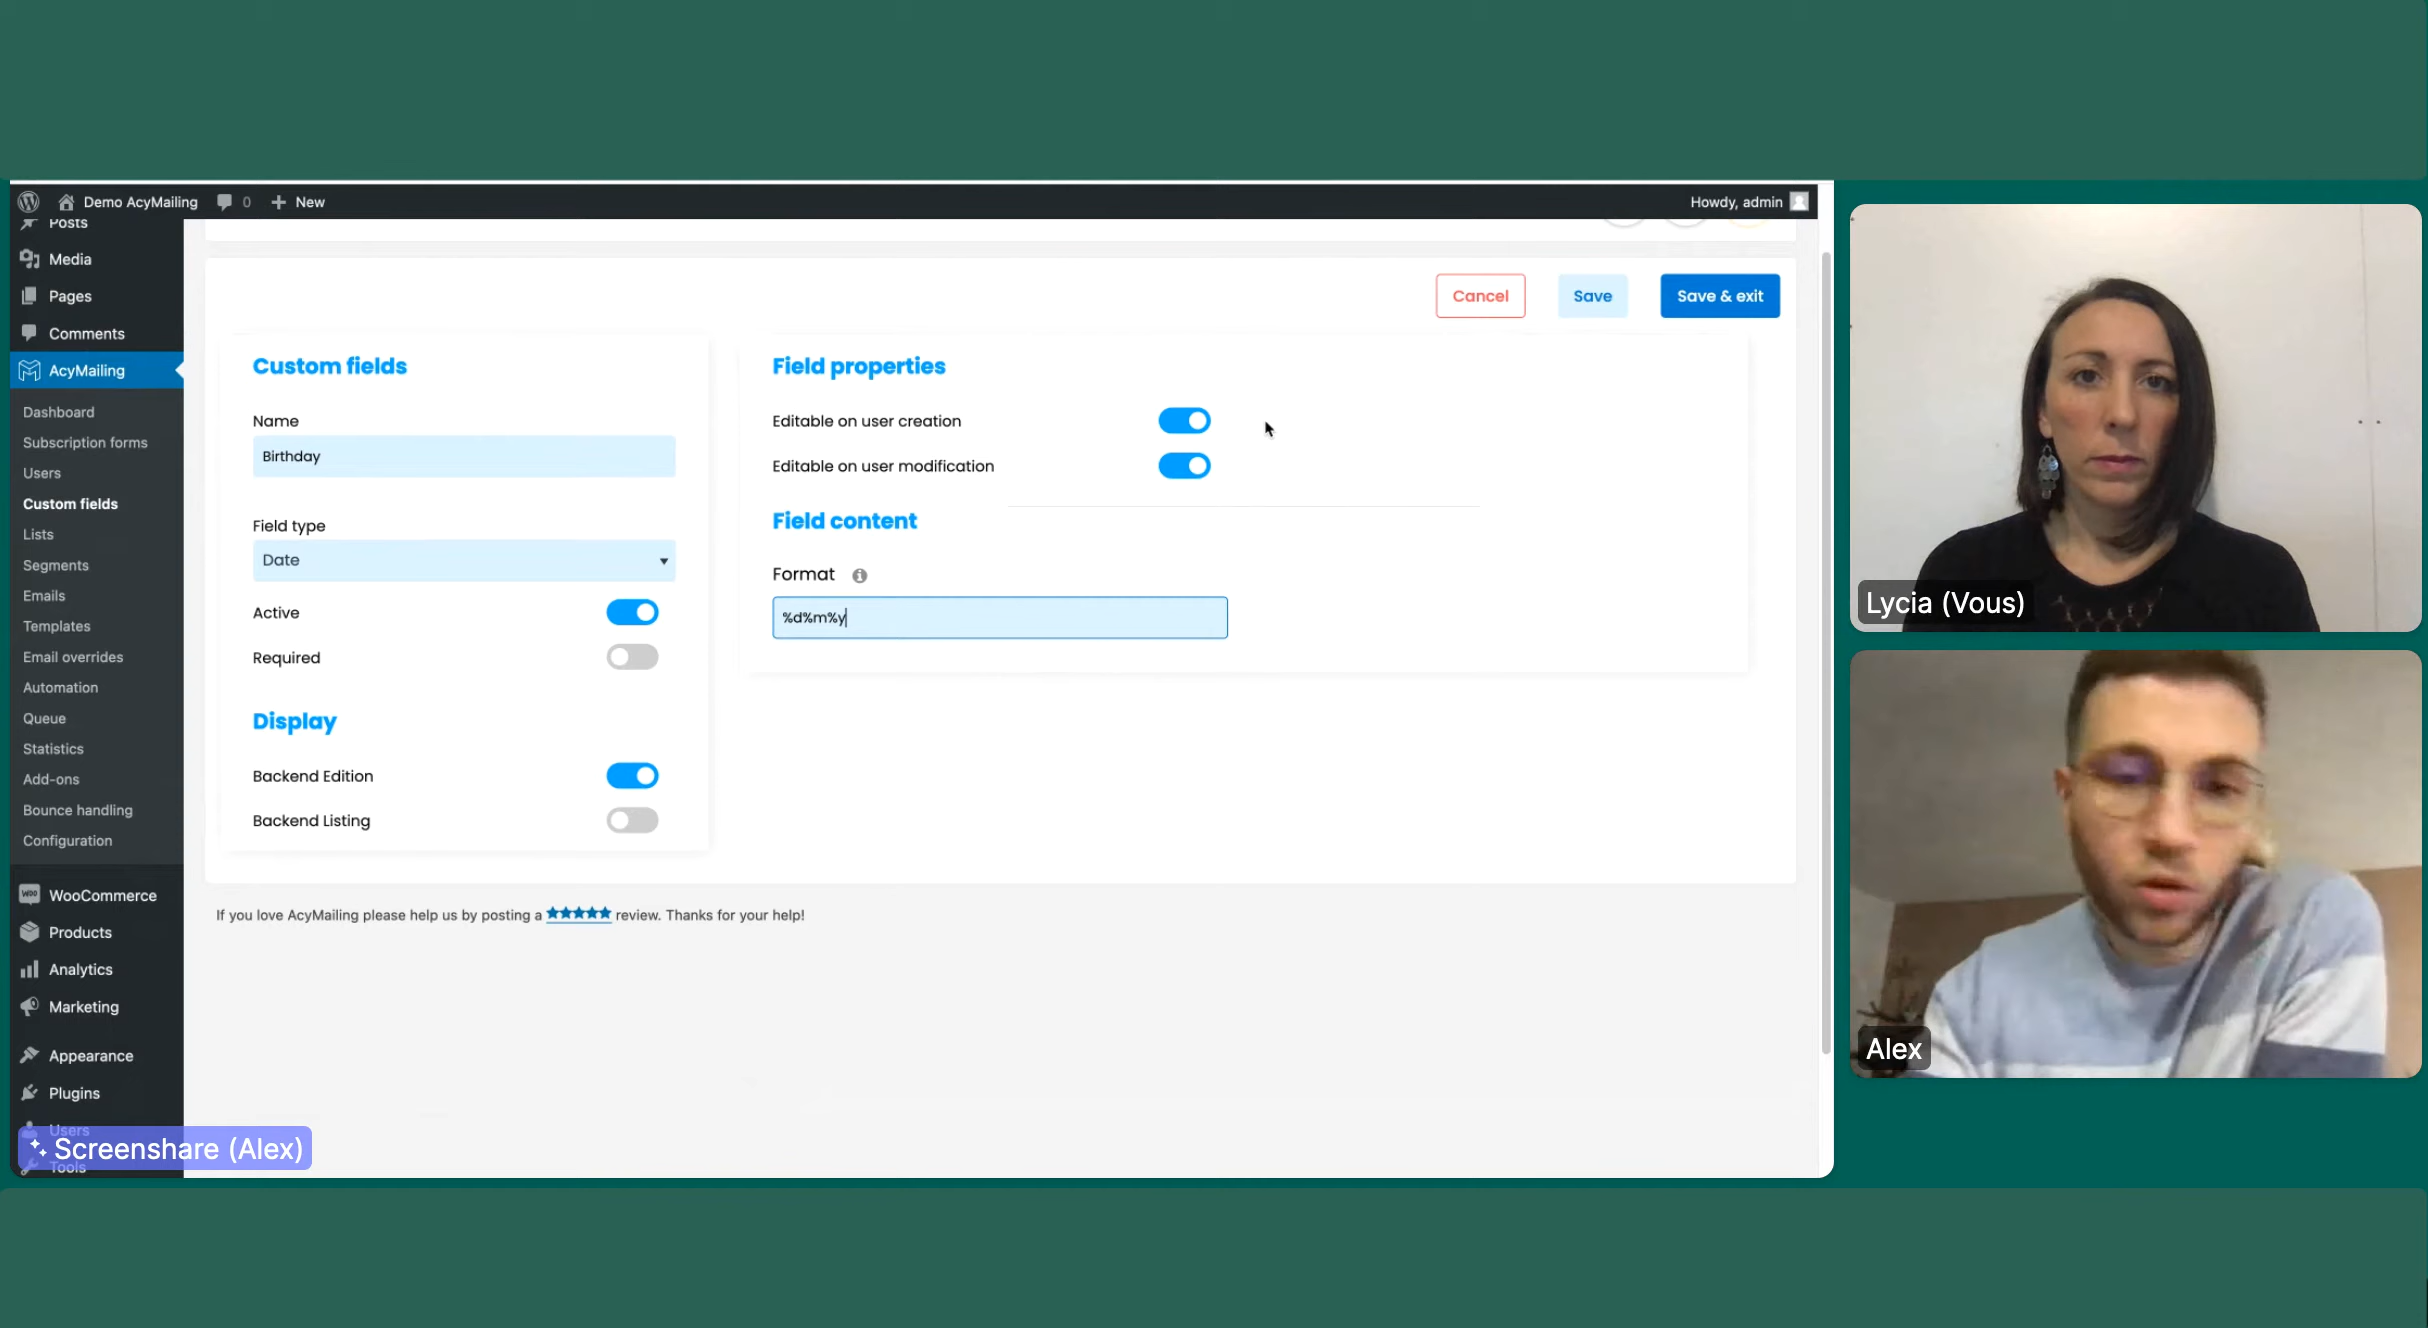 Demo AcyMailing 0 New Howdy, admin
Posts
Media
Pages
Comments
AcyMailing
Dashboard
Subscription forms
Users
Custom fields
Lists
Segments
Emails
Templates
Email overrides
Automation
Queue
Statistics
Add-ons
Bounce handling
Configuration
WooCommerce
Products
Analytics
Marketing
Appearance
Plugins
Users
Tools
Screenshare (Alex)
Cancel Save Save & exit
Custom fields
Name
Birthday
Field type
Date
Active
Required
Display
Backend Edition
Backend Listing
Field properties
Editable on user creation
Editable on user modification
Field content
Format
%d%m%y
If you love AcyMailing please help us by posting a ★★★★★ review. Thanks for your help!
Lycia (Vous)
Alex